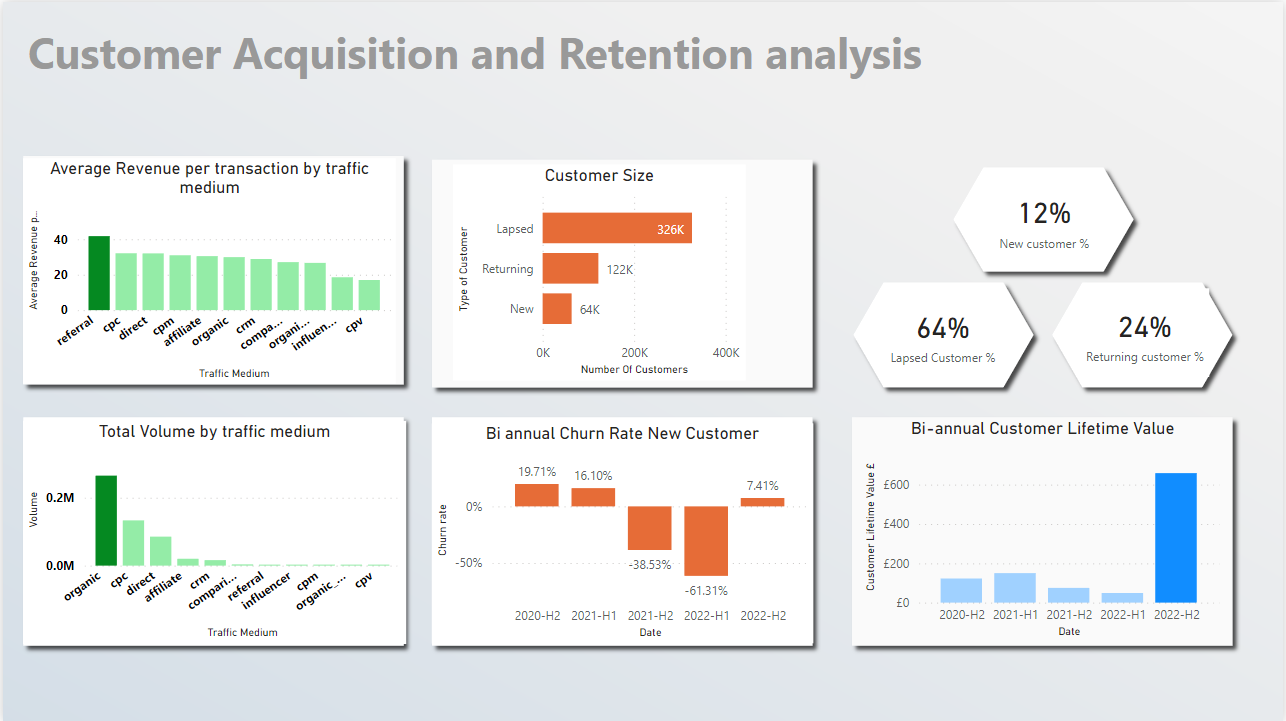 Customer Acquisition and Retention analysis
Average Revenue per transaction by traffic
medium
Average Revenue p...
40
20
0
referral
cpc
direct
cpm
affiliate
organic
crm
compa...
organi...
influen...
cpv
Traffic Medium
Customer Size
Type of Customer
Lapsed
326K
Returning
122K
New
64K
0K
200K
400K
Number Of Customers
12%
New customer %
64%
Lapsed Customer %
24%
Returning customer %
Total Volume by traffic medium
Volume
0.2M
0.0M
organic
cpc
direct
affiliate
crm
compari...
referral
influencer
cpm
organic_...
cpv
Traffic Medium
Bi annual Churn Rate New Customer
Churn rate
0%
-50%
19.71%
16.10%
-38.53%
-61.31%
7.41%
2020-H2
2021-H1
2021-H2
2022-H1
2022-H2
Date
Bi-annual Customer Lifetime Value
Customer Lifetime Value £
£600
£400
£200
£0
2020-H2
2021-H1
2021-H2
2022-H1
2022-H2
Date